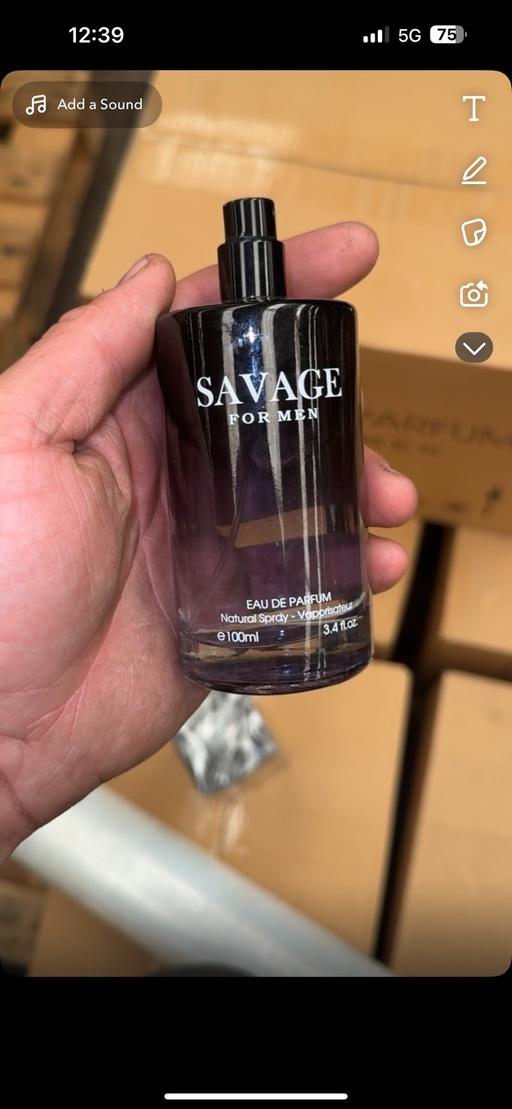 12:39
5G 75
Add a Sound
T
SAVAGE
FOR MEN
PARFUM
EAU DE PARFUM
Natural Spray - Vaporisateur
e100ml 3.4 fl.oz.